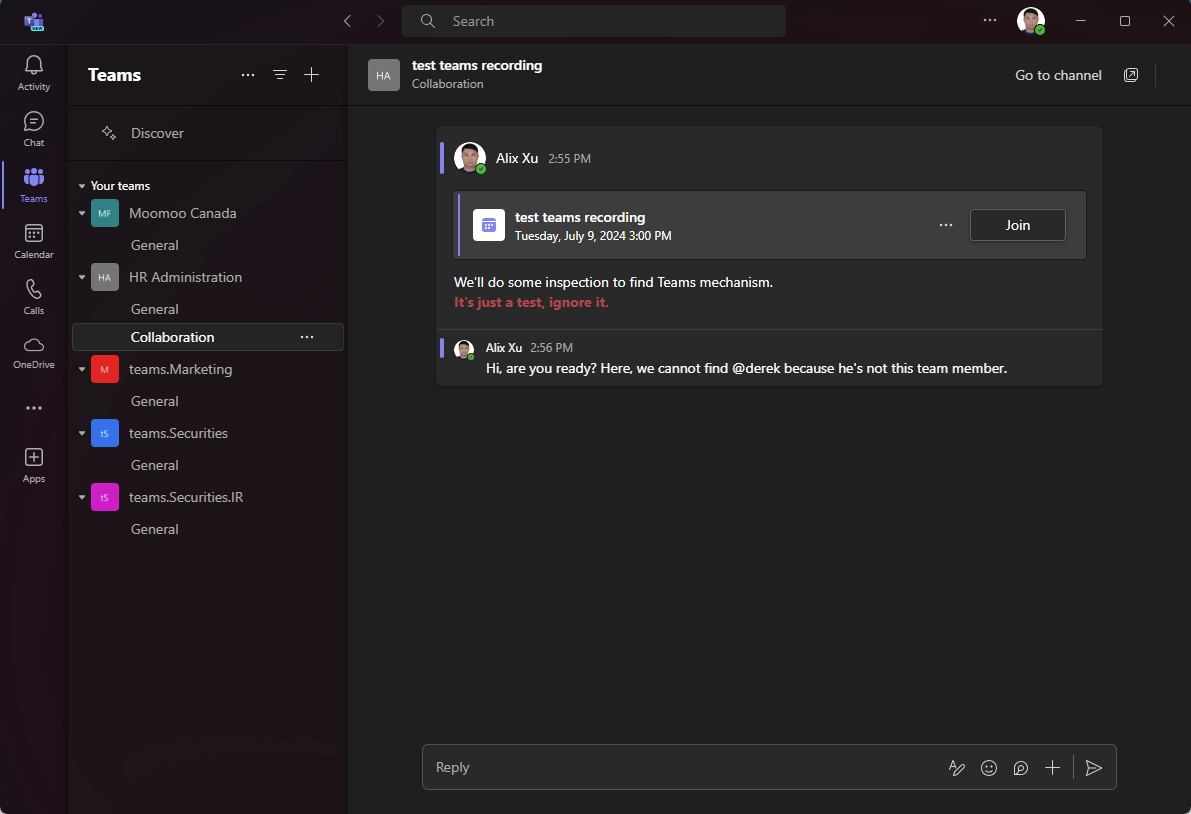 NEW
Search
Activity
Chat
Teams
Calendar
Calls
OneDrive
Apps
Teams
Discover
Your teams
MF Moomoo Canada
General
HA HR Administration
General
Collaboration
M teams.Marketing
General
tS teams.Securities
General
tS teams.Securities.IR
General
HA
test teams recording
Collaboration
Go to channel
Alix Xu 2:55 PM
test teams recording
Tuesday, July 9, 2024 3:00 PM
Join
We'll do some inspection to find Teams mechanism.
It's just a test, ignore it.
Alix Xu 2:56 PM
Hi, are you ready? Here, we cannot find @derek because he's not this team member.
Reply